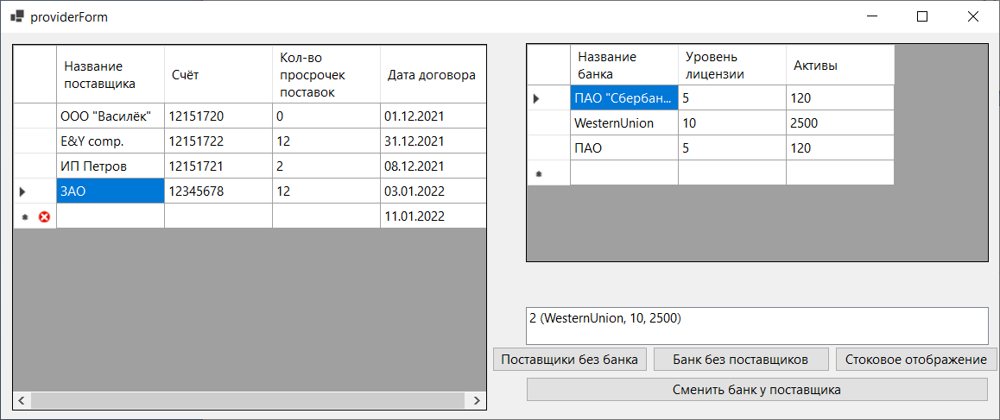 providerForm
Название поставщика Счёт Кол-во просрочек поставок Дата договора
ООО "Василёк" 12151720 0 01.12.2021
E&Y comp. 12151722 12 31.12.2021
ИП Петров 12151721 2 08.12.2021
ЗАО 12345678 12 03.01.2022
11.01.2022
Название банка Уровень лицензии Активы
ПАО "Сбербан... 5 120
WesternUnion 10 2500
ПАО 5 120
2 (WesternUnion, 10, 2500)
Поставщики без банка Банк без поставщиков Стоковое отображение
Сменить банк у поставщика